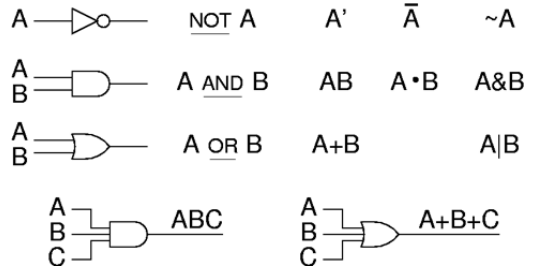 A NOT A A' Ā ~A
A
B A AND B AB A•B A&B
A
B A OR B A+B A|B
A
B
C ABC
A
B
C A+B+C